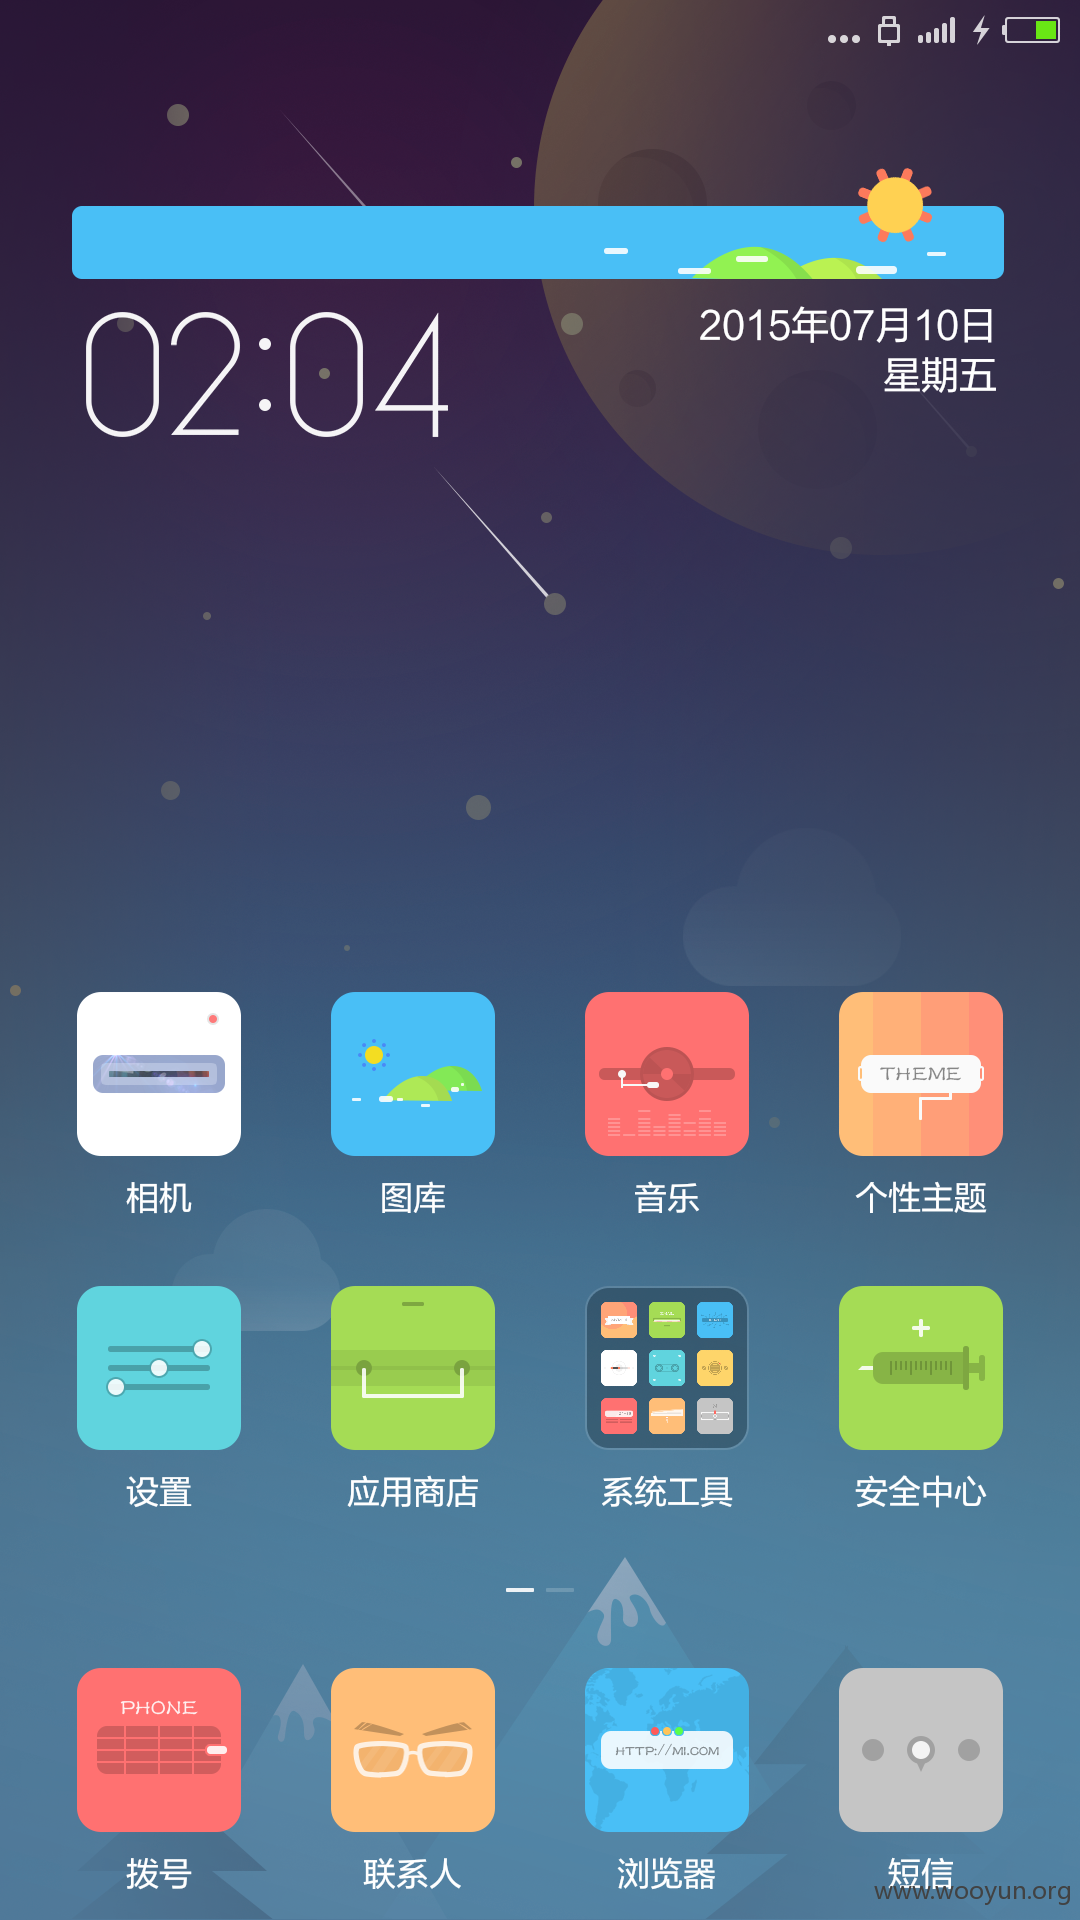 02:04
2015年07月10日
星期五
THEME
相机
图库
音乐
个性主题
设置
应用商店
系统工具
安全中心
PHONE
HTTP://MI.COM
拨号
联系人
浏览器
短信
www.wooyun.org